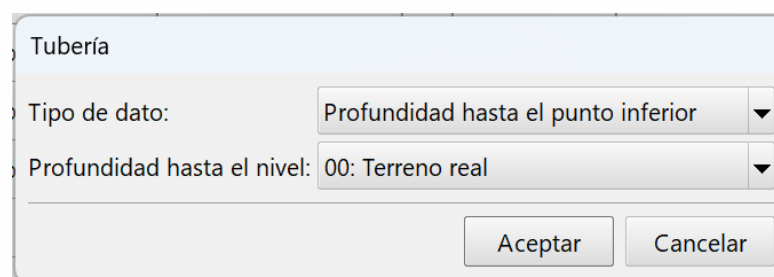 Tubería
Tipo de dato: Profundidad hasta el punto inferior
Profundidad hasta el nivel: 00: Terreno real
Aceptar Cancelar